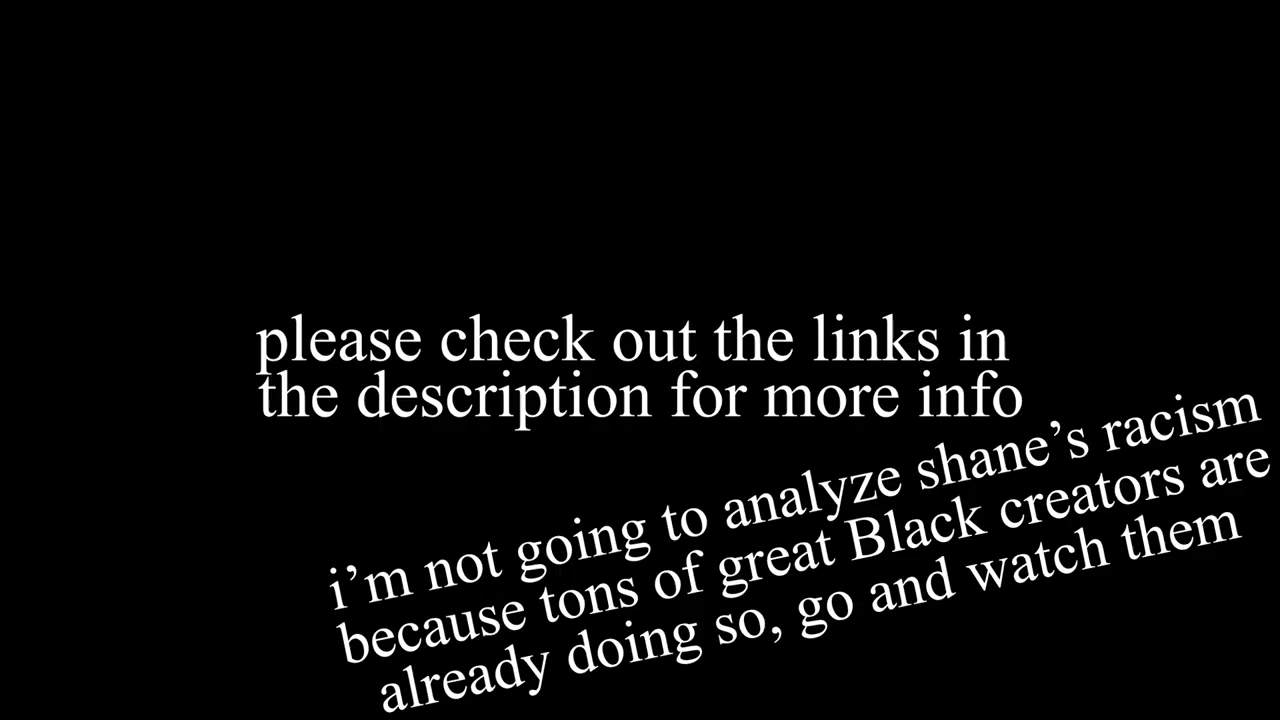 please check out the links in
the description for more info
i’m not going to analyze shane’s racism
because tons of great Black creators are
already doing so, go and watch them